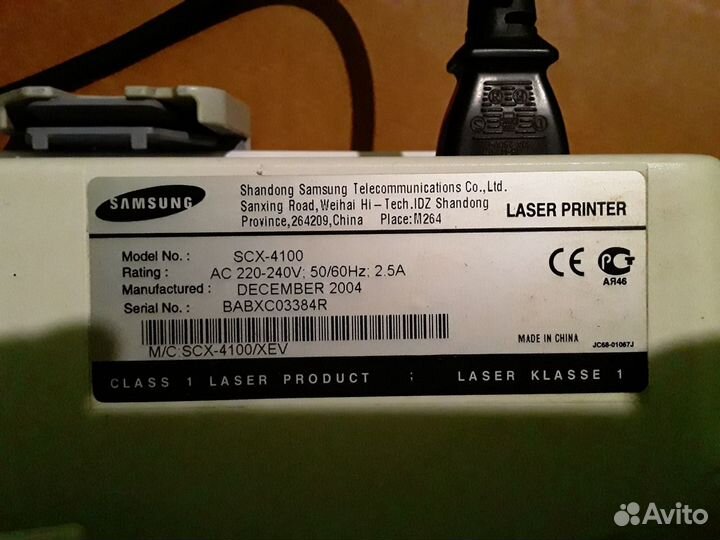 SAMSUNG
Shandong Samsung Telecommunications Co.,Ltd.
Sanxing Road,Weihai Hi-Tech.IDZ Shandong
Province,264209,China Place:M264
LASER PRINTER
Model No. : SCX-4100
Rating : AC 220-240V; 50/60Hz; 2.5A
Manufactured : DECEMBER 2004
Serial No. : BABXC03384R
CE PG
АЯ46
M/C:SCX-4100/XEV
MADE IN CHINA
JC68-01067J
CLASS 1 LASER PRODUCT ; LASER KLASSE 1
Avito